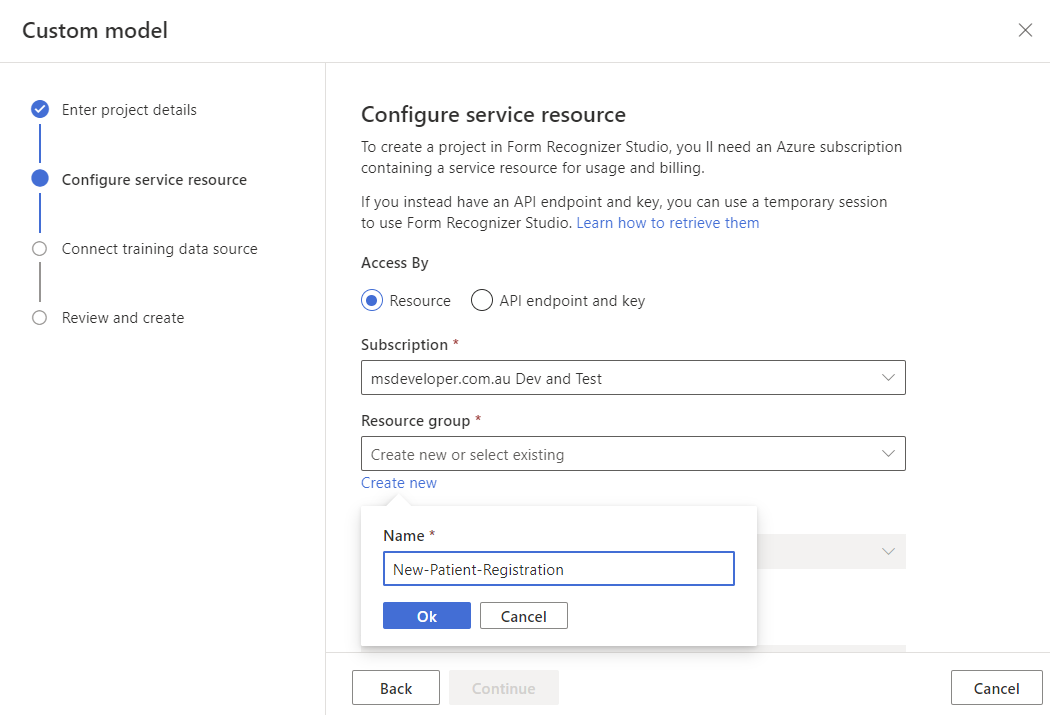 Custom model
Enter project details
Configure service resource
Connect training data source
Review and create
Configure service resource
To create a project in Form Recognizer Studio, you ll need an Azure subscription
containing a service resource for usage and billing.
If you instead have an API endpoint and key, you can use a temporary session
to use Form Recognizer Studio. Learn how to retrieve them
Access By
Resource
API endpoint and key
Subscription *
msdeveloper.com.au Dev and Test
Resource group *
Create new or select existing
Create new
Name *
New-Patient-Registration
Ok
Cancel
Back
Continue
Cancel